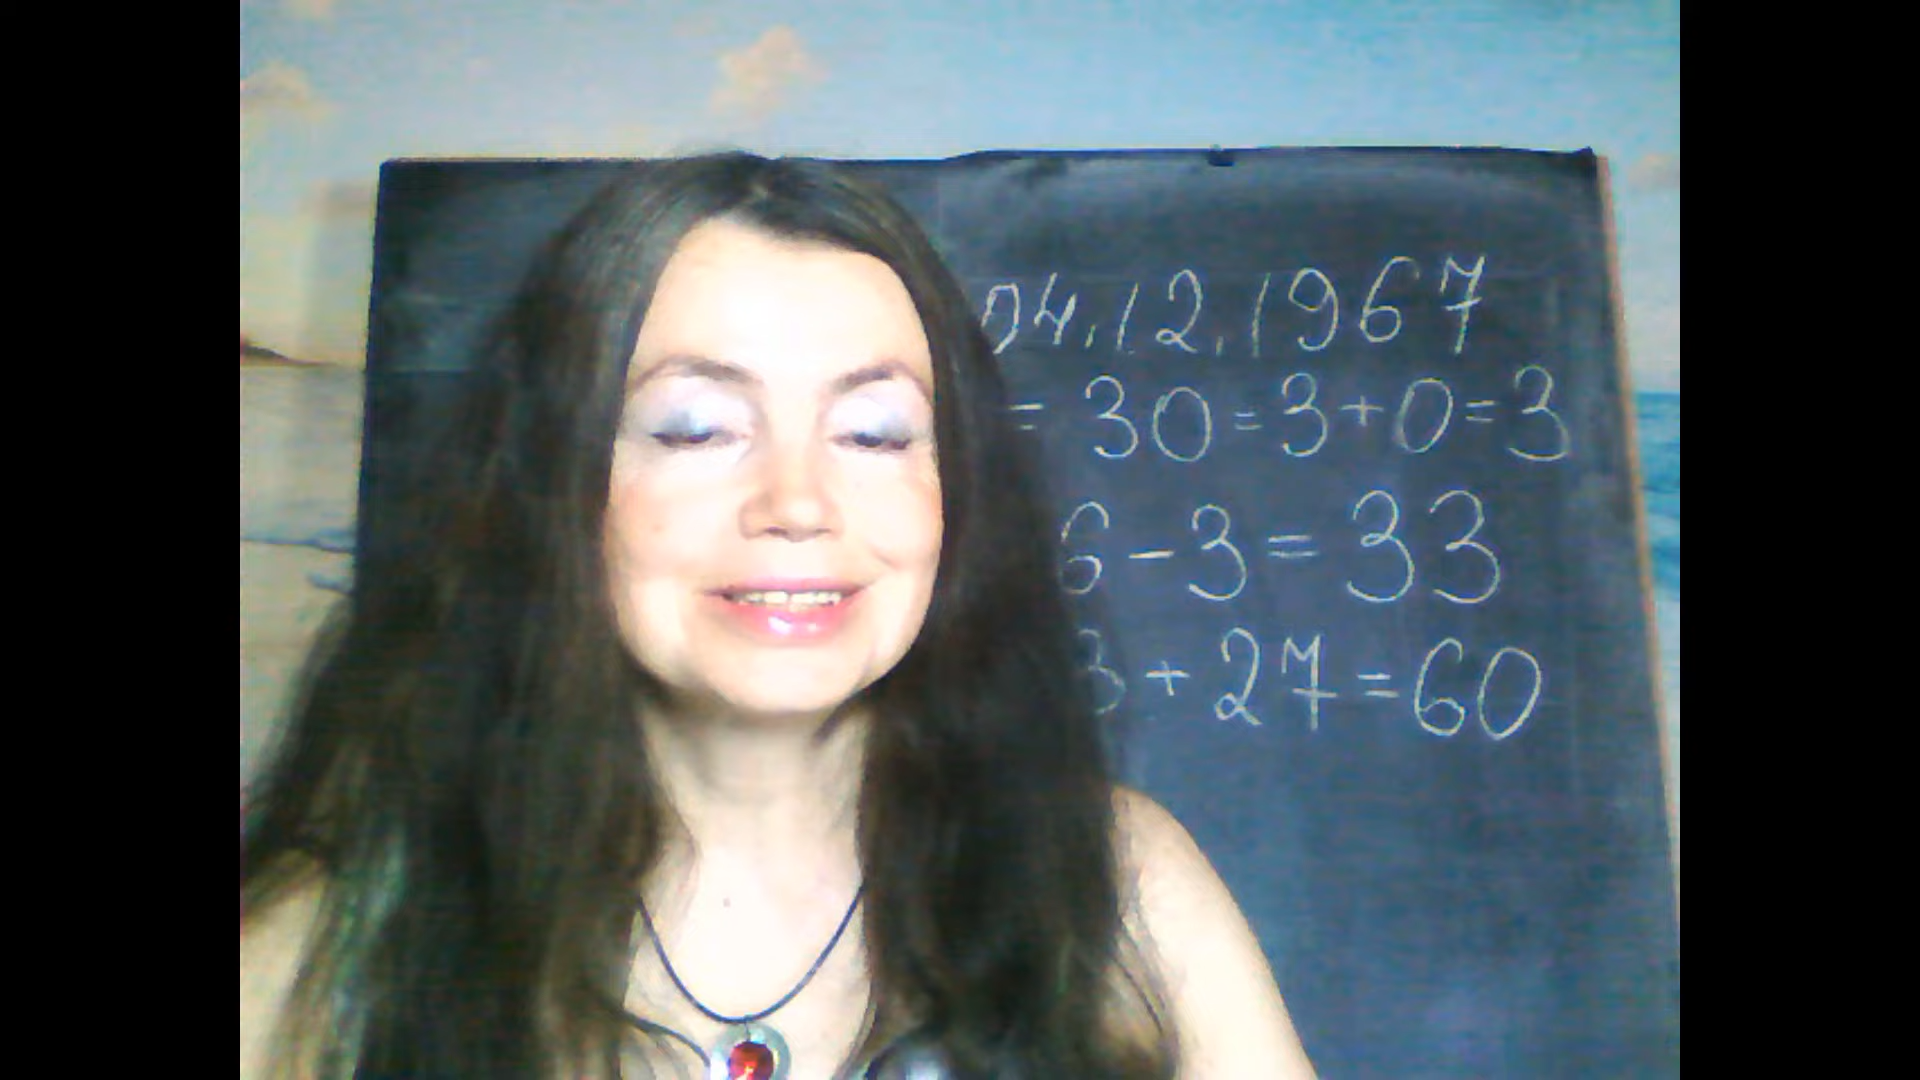 04.12.1967
= 30 = 3+0=3
6-3=33
3+27=60